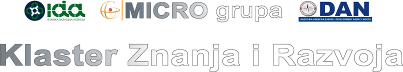 ida MICRO grupa DAN
Klaster Znanja i Razvoja